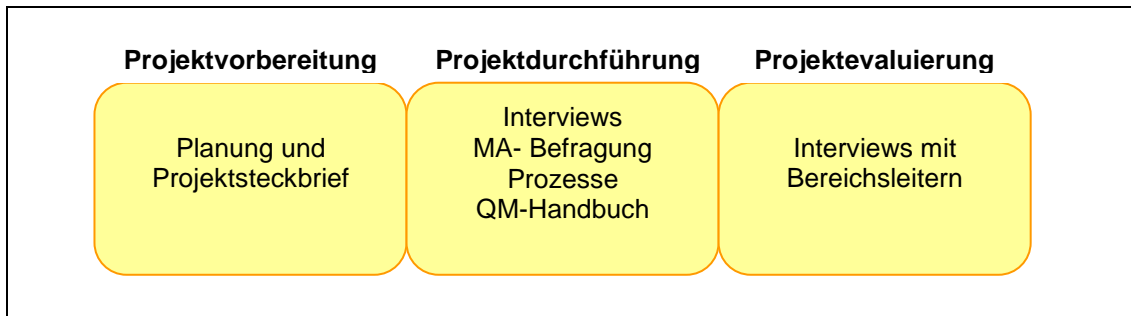 Projektvorbereitung
Projektdurchführung
Projektevaluierung
Planung und
Projektsteckbrief
Interviews
MA- Befragung
Prozesse
QM-Handbuch
Interviews mit
Bereichsleitern